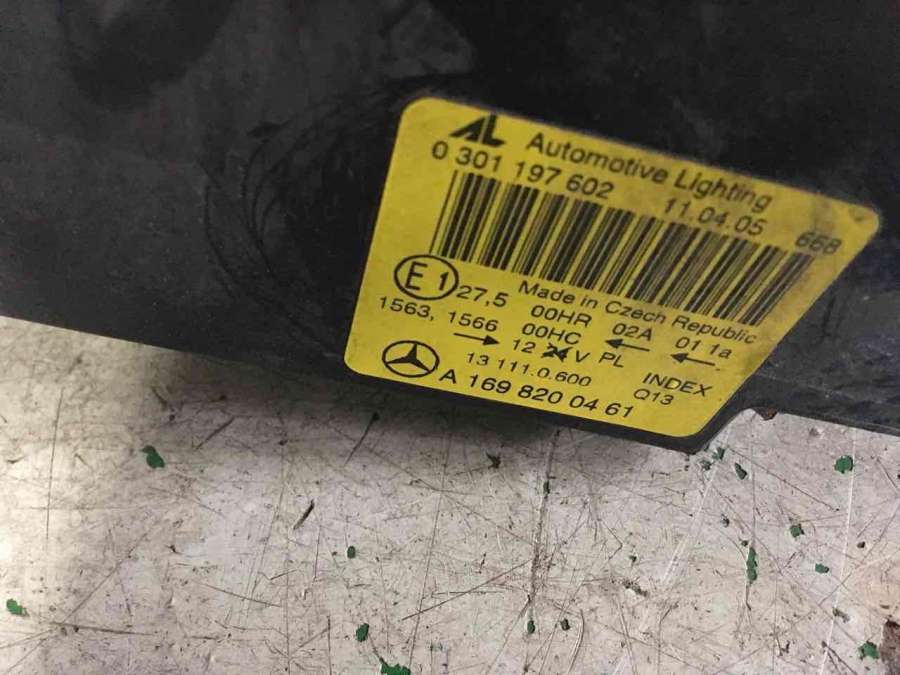 AL Automotive Lighting
0 301 197 602 11.04.05 668
E1 27,5 Made in Czech Republic
1563, 1566 00HR 02A 01 1a
→ 00HC ← ←
12 24 V PL INDEX
13 111.0.600 Q13
A 169 820 04 61